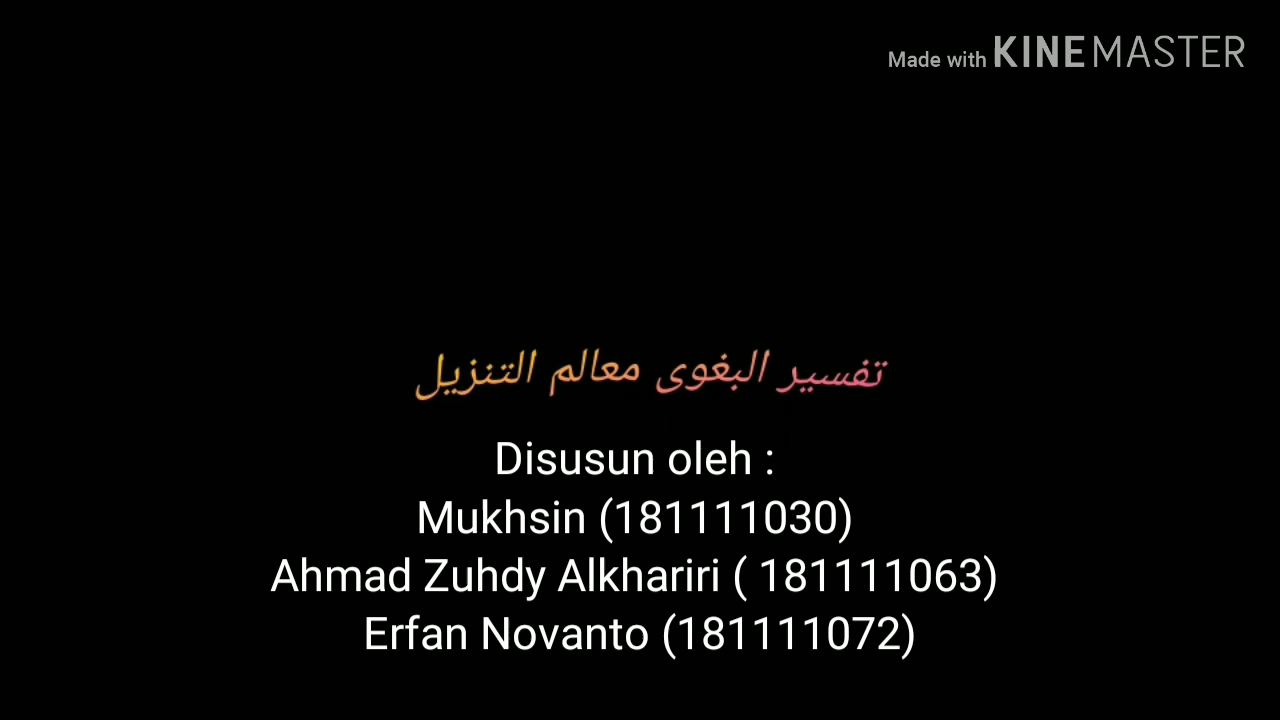 Made with KINEMASTER
تفسير البغوى معالم التنزيل
Disusun oleh :
Mukhsin (181111030)
Ahmad Zuhdy Alkhariri ( 181111063)
Erfan Novanto (181111072)